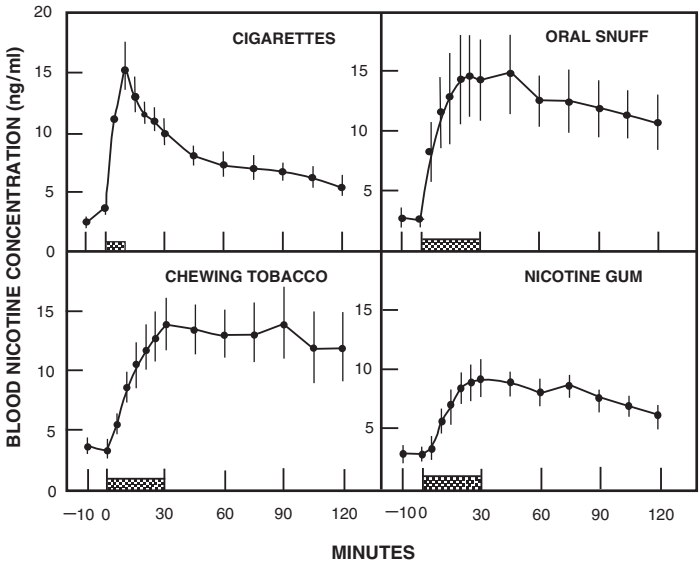 BLOOD NICOTINE CONCENTRATION (ng/ml)
20
15
10
5
0
CIGARETTES
15
10
5
ORAL SNUFF
15
10
5
0
CHEWING TOBACCO
15
10
5
NICOTINE GUM
−10 0 30 60 90 120
−10 0 30 60 90 120
MINUTES